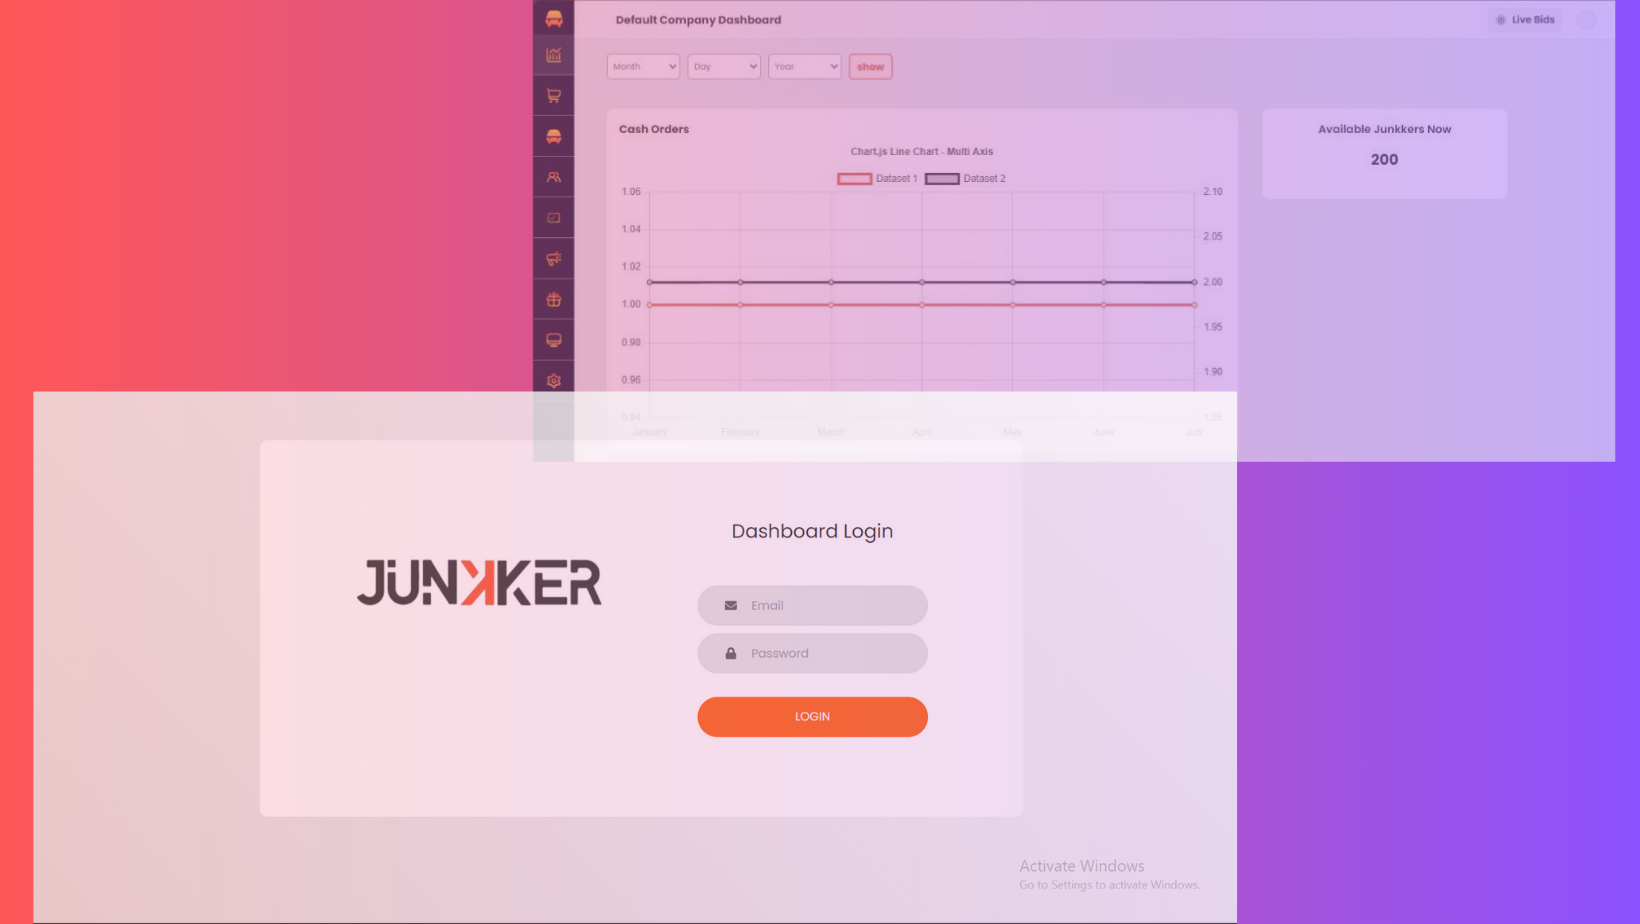 Default Company Dashboard
Live Bids
Month
Day
Year
show
Cash Orders
Available Junkkers Now
200
Chart.js Line Chart - Multi Axis
Dataset 1
Dataset 2
1.06
2.10
1.04
2.05
1.02
2.00
1.00
1.95
0.98
1.90
0.96
0.94
1.85
January
February
March
April
May
June
July
Dashboard Login
JUNKKER
Email
Password
LOGIN
Activate Windows
Go to Settings to activate Windows.